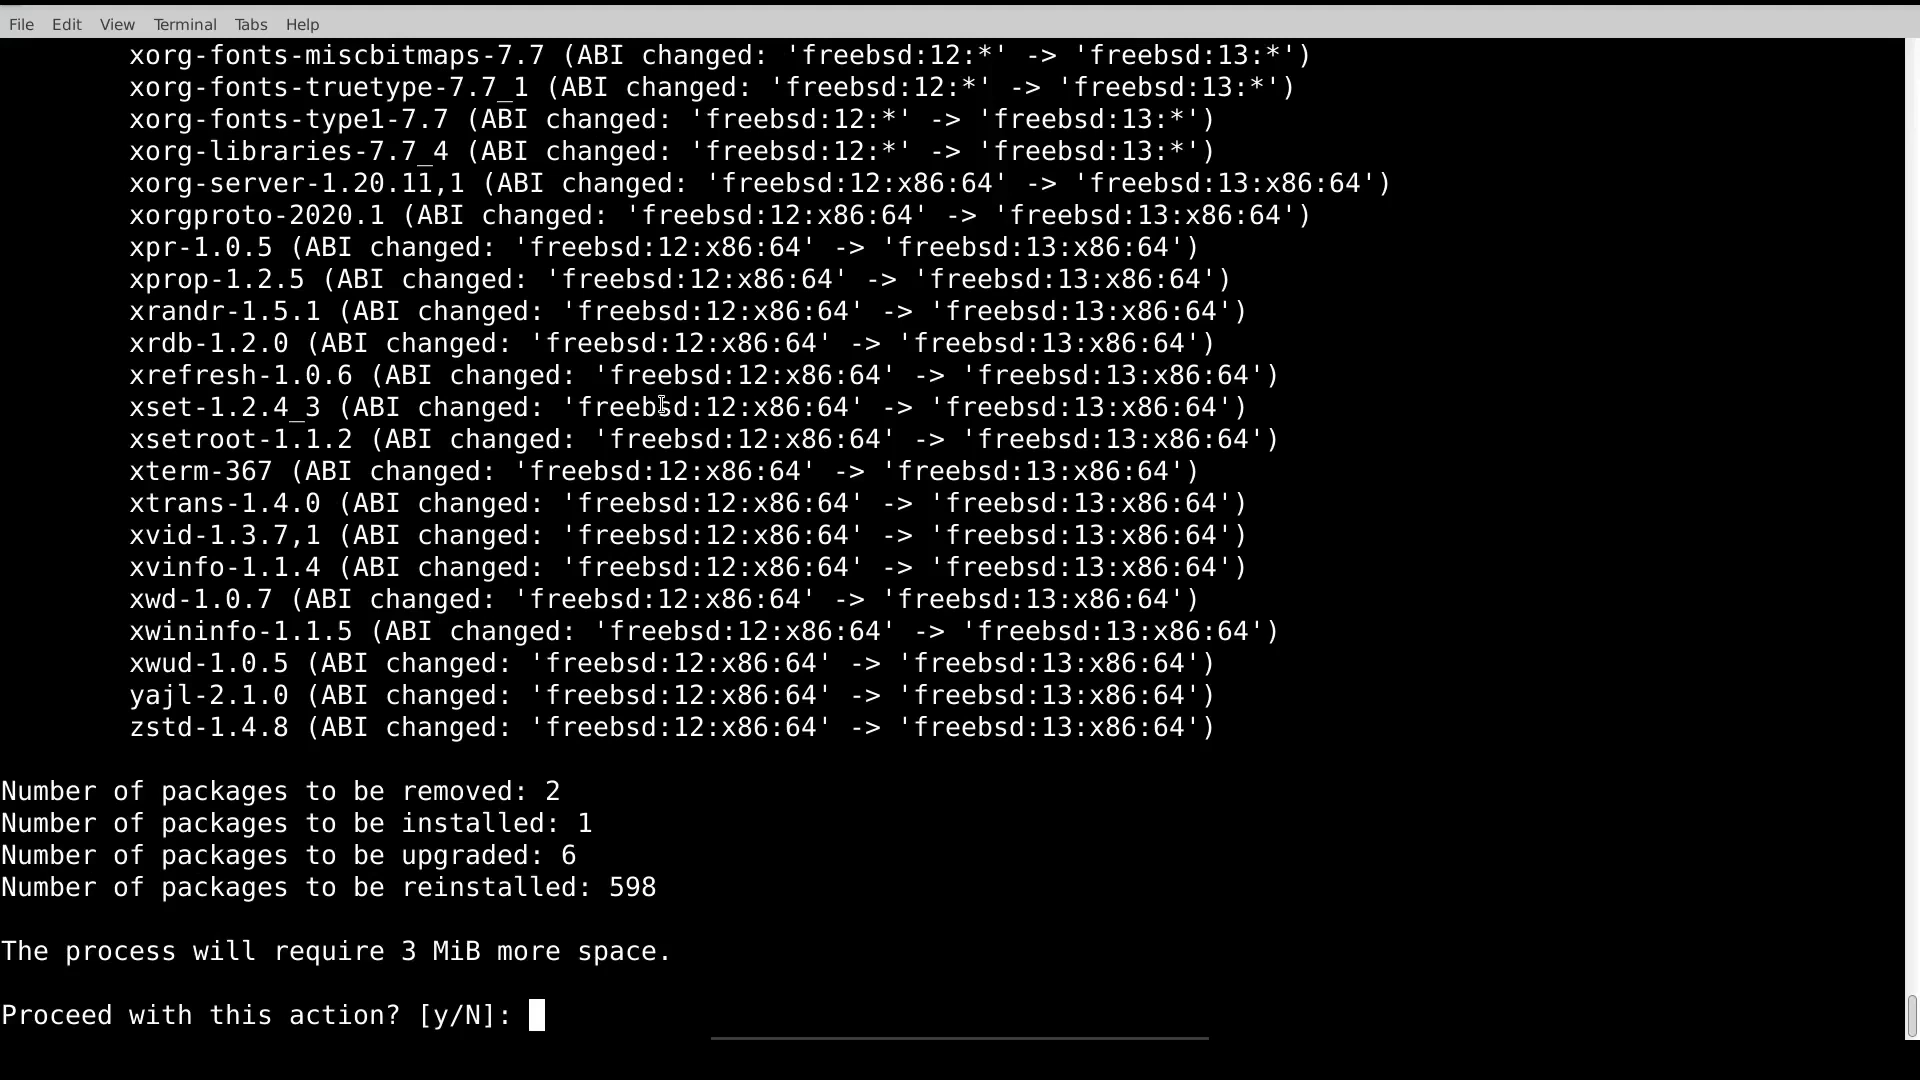 File Edit View Terminal Tabs Help
xorg-fonts-miscbitmaps-7.7 (ABI changed: 'freebsd:12:*' -> 'freebsd:13:*')
xorg-fonts-truetype-7.7_1 (ABI changed: 'freebsd:12:*' -> 'freebsd:13:*')
xorg-fonts-type1-7.7 (ABI changed: 'freebsd:12:*' -> 'freebsd:13:*')
xorg-libraries-7.7_4 (ABI changed: 'freebsd:12:*' -> 'freebsd:13:*')
xorg-server-1.20.11,1 (ABI changed: 'freebsd:12:x86:64' -> 'freebsd:13:x86:64')
xorgproto-2020.1 (ABI changed: 'freebsd:12:x86:64' -> 'freebsd:13:x86:64')
xpr-1.0.5 (ABI changed: 'freebsd:12:x86:64' -> 'freebsd:13:x86:64')
xprop-1.2.5 (ABI changed: 'freebsd:12:x86:64' -> 'freebsd:13:x86:64')
xrandr-1.5.1 (ABI changed: 'freebsd:12:x86:64' -> 'freebsd:13:x86:64')
xrdb-1.2.0 (ABI changed: 'freebsd:12:x86:64' -> 'freebsd:13:x86:64')
xrefresh-1.0.6 (ABI changed: 'freebsd:12:x86:64' -> 'freebsd:13:x86:64')
xset-1.2.4_3 (ABI changed: 'freebsd:12:x86:64' -> 'freebsd:13:x86:64')
xsetroot-1.1.2 (ABI changed: 'freebsd:12:x86:64' -> 'freebsd:13:x86:64')
xterm-367 (ABI changed: 'freebsd:12:x86:64' -> 'freebsd:13:x86:64')
xtrans-1.4.0 (ABI changed: 'freebsd:12:x86:64' -> 'freebsd:13:x86:64')
xvid-1.3.7,1 (ABI changed: 'freebsd:12:x86:64' -> 'freebsd:13:x86:64')
xvinfo-1.1.4 (ABI changed: 'freebsd:12:x86:64' -> 'freebsd:13:x86:64')
xwd-1.0.7 (ABI changed: 'freebsd:12:x86:64' -> 'freebsd:13:x86:64')
xwininfo-1.1.5 (ABI changed: 'freebsd:12:x86:64' -> 'freebsd:13:x86:64')
xwud-1.0.5 (ABI changed: 'freebsd:12:x86:64' -> 'freebsd:13:x86:64')
yajl-2.1.0 (ABI changed: 'freebsd:12:x86:64' -> 'freebsd:13:x86:64')
zstd-1.4.8 (ABI changed: 'freebsd:12:x86:64' -> 'freebsd:13:x86:64')
Number of packages to be removed: 2
Number of packages to be installed: 1
Number of packages to be upgraded: 6
Number of packages to be reinstalled: 598
The process will require 3 MiB more space.
Proceed with this action? [y/N]: